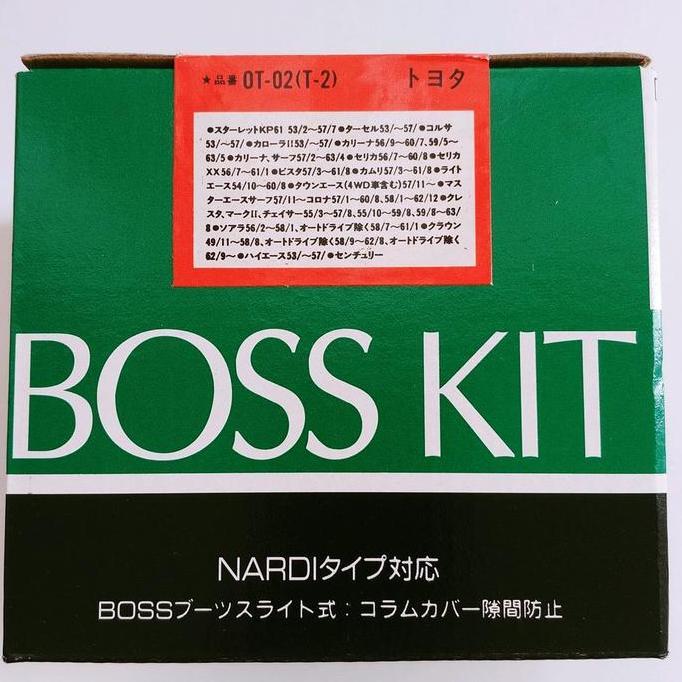 ★品番 OT-02(T-2) トヨタ
●スターレットKP61 53/2～57/7●ターセル53/～57/●コルサ
53/～57/●カローラII53/～57/●カリーナ56/9～60/7、59/5～
63/5●カリーナ、サーフ57/2～63/4●セリカ56/7～60/8●セリカ
XX56/7～61/1●ビスタ57/3～61/8●カムリ57/3～61/8●ライト
エース54/10～60/8●タウンエース(4WD車含む)57/11～●マス
ターエースサーフ57/11～コロナ57/1～60/8、58/1～62/12●クレ
スタ、マークII、チェイサー55/3～57/8、55/10～59/8、59/8～63/
8●ソアラ56/2～58/1、オートドライブ除く58/7～61/1●クラウン
49/11～58/8、オートドライブ除く58/9～62/8、オートドライブ除く
62/9～●ハイエース53/～57/●センチュリー
BOSS KIT
NARDIタイプ対応
BOSSブーツスライト式：コラムカバー隙間防止